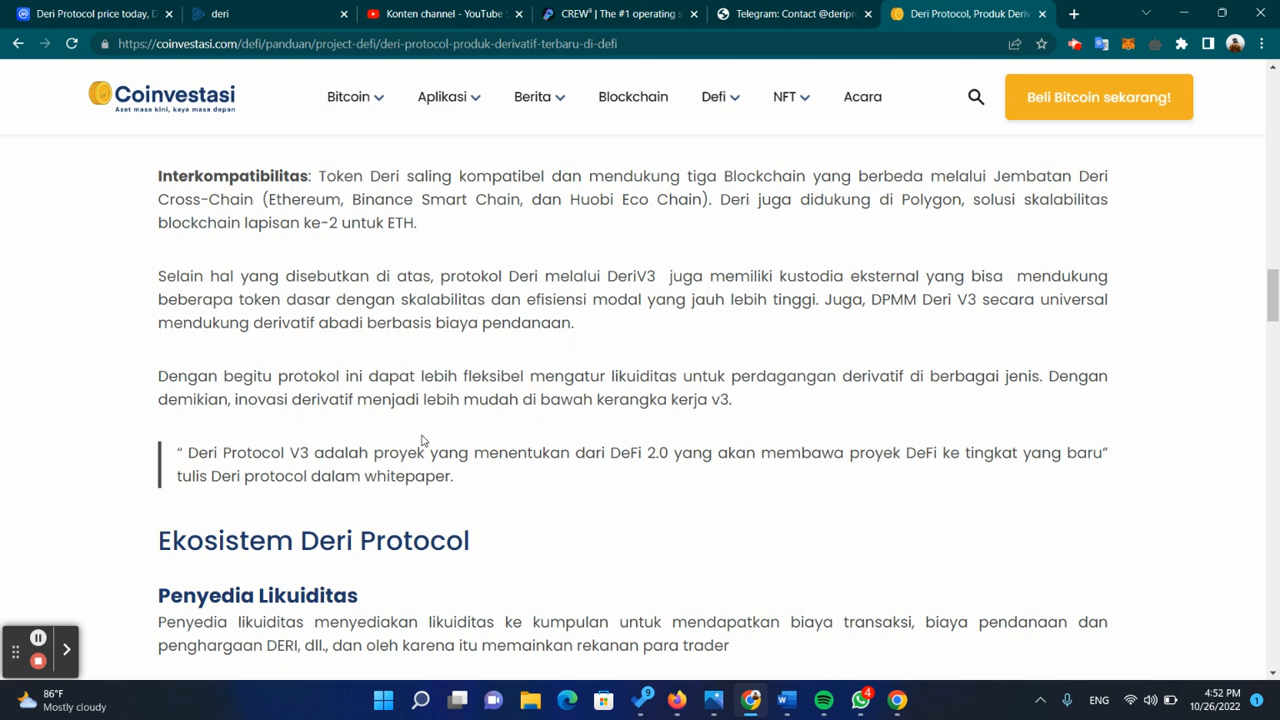 Deri Protocol price today, D
deri
Konten channel - YouTube S
CREW³ | The #1 operating s
Telegram: Contact @deripr
Deri Protocol, Produk Deriv
https://coinvestasi.com/defi/panduan/project-defi/deri-protocol-produk-derivatif-terbaru-di-defi
Coinvestasi
Aset masa kini, kaya masa depan
Bitcoin
Aplikasi
Berita
Blockchain
Defi
NFT
Acara
Beli Bitcoin sekarang!
Interkompatibilitas: Token Deri saling kompatibel dan mendukung tiga Blockchain yang berbeda melalui Jembatan Deri
Cross-Chain (Ethereum, Binance Smart Chain, dan Huobi Eco Chain). Deri juga didukung di Polygon, solusi skalabilitas
blockchain lapisan ke-2 untuk ETH.
Selain hal yang disebutkan di atas, protokol Deri melalui DeriV3 juga memiliki kustodia eksternal yang bisa mendukung
beberapa token dasar dengan skalabilitas dan efisiensi modal yang jauh lebih tinggi. Juga, DPMM Deri V3 secara universal
mendukung derivatif abadi berbasis biaya pendanaan.
Dengan begitu protokol ini dapat lebih fleksibel mengatur likuiditas untuk perdagangan derivatif di berbagai jenis. Dengan
demikian, inovasi derivatif menjadi lebih mudah di bawah kerangka kerja v3.
“ Deri Protocol V3 adalah proyek yang menentukan dari DeFi 2.0 yang akan membawa proyek DeFi ke tingkat yang baru”
tulis Deri protocol dalam whitepaper.
Ekosistem Deri Protocol
Penyedia Likuiditas
Penyedia likuiditas menyediakan likuiditas ke kumpulan untuk mendapatkan biaya transaksi, biaya pendanaan dan
penghargaan DERI, dll., dan oleh karena itu memainkan rekanan para trader
86°F
Mostly cloudy
9
4
ENG
4:52 PM
10/26/2022
1